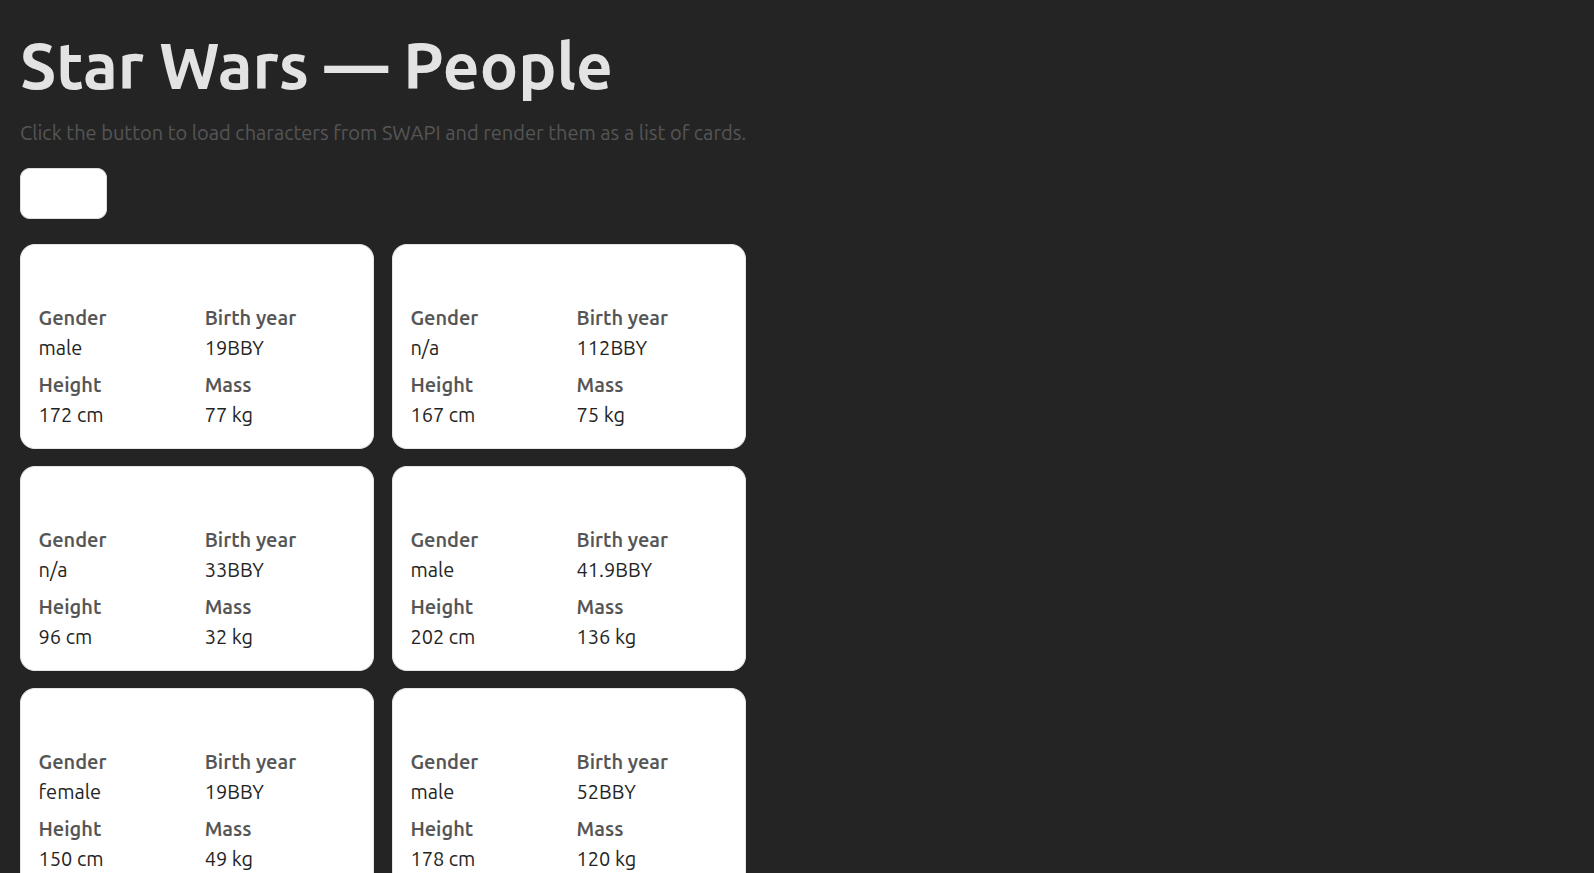 Star Wars — People
Click the button to load characters from SWAPI and render them as a list of cards.
Gender Birth year
male 19BBY
Height Mass
172 cm 77 kg
Gender Birth year
n/a 112BBY
Height Mass
167 cm 75 kg
Gender Birth year
n/a 33BBY
Height Mass
96 cm 32 kg
Gender Birth year
male 41.9BBY
Height Mass
202 cm 136 kg
Gender Birth year
female 19BBY
Height Mass
150 cm 49 kg
Gender Birth year
male 52BBY
Height Mass
178 cm 120 kg